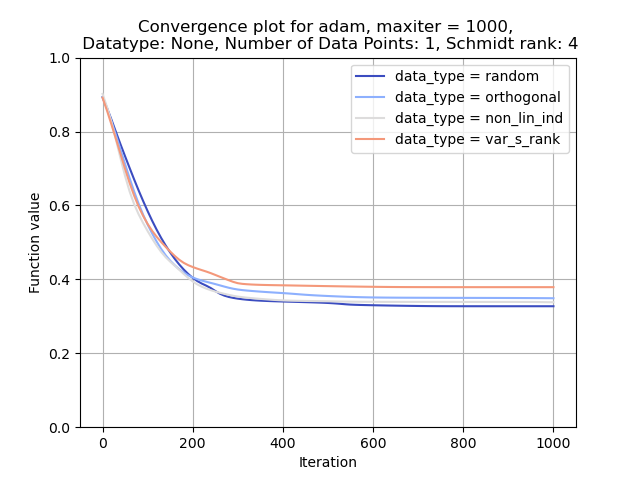 Convergence plot for adam, maxiter = 1000,
Datatype: None, Number of Data Points: 1, Schmidt rank: 4
data_type = random
data_type = orthogonal
data_type = non_lin_ind
data_type = var_s_rank
Function value
1.0
0.8
0.6
0.4
0.2
0.0
0 200 400 600 800 1000
Iteration